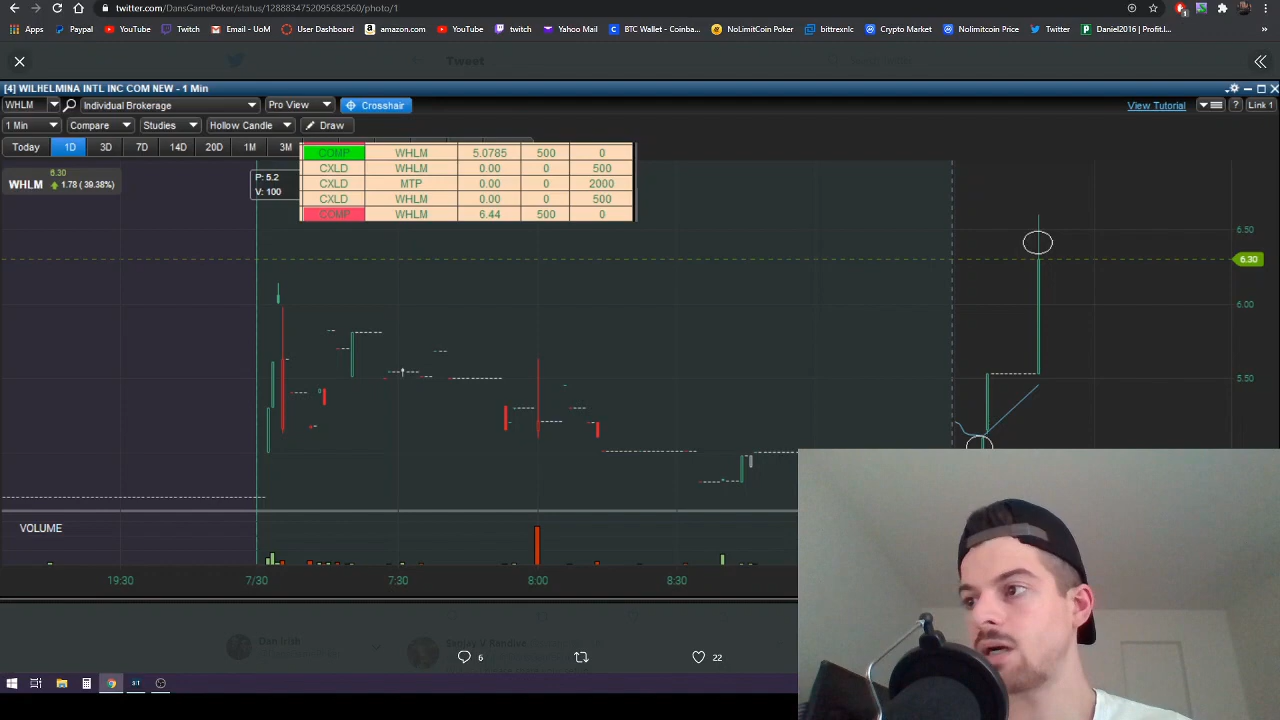 twitter.com/DansGamePoker/status/1288834752095682560/photo/1
Apps Paypal YouTube Twitch Email - UoM User Dashboard amazon.com YouTube twitch Yahoo Mail BTC Wallet - Coinba... NoLimitCoin Poker bittrexnlc Crypto Market Nolimitcoin Price Twitter Daniel2016 | Profit.l...
Tweet
[4] WILHELMINA INTL INC COM NEW - 1 Min
WHLM Individual Brokerage Pro View Crosshair View Tutorial ? Link 1
1 Min Compare Studies Hollow Candle Draw
Today 1D 3D 7D 14D 20D 1M 3M
COMP WHLM 5.0785 500 0
CXLD WHLM 0.00 0 500
CXLD MTP 0.00 0 2000
CXLD WHLM 0.00 0 500
COMP WHLM 6.44 500 0
6.30
WHLM 1.78 ( 39.38%)
P: 5.2
V: 100
6.50
6.30
6.00
5.50
VOLUME
19:30 7/30 7:30 8:00 8:30
Dan Irish
6 22